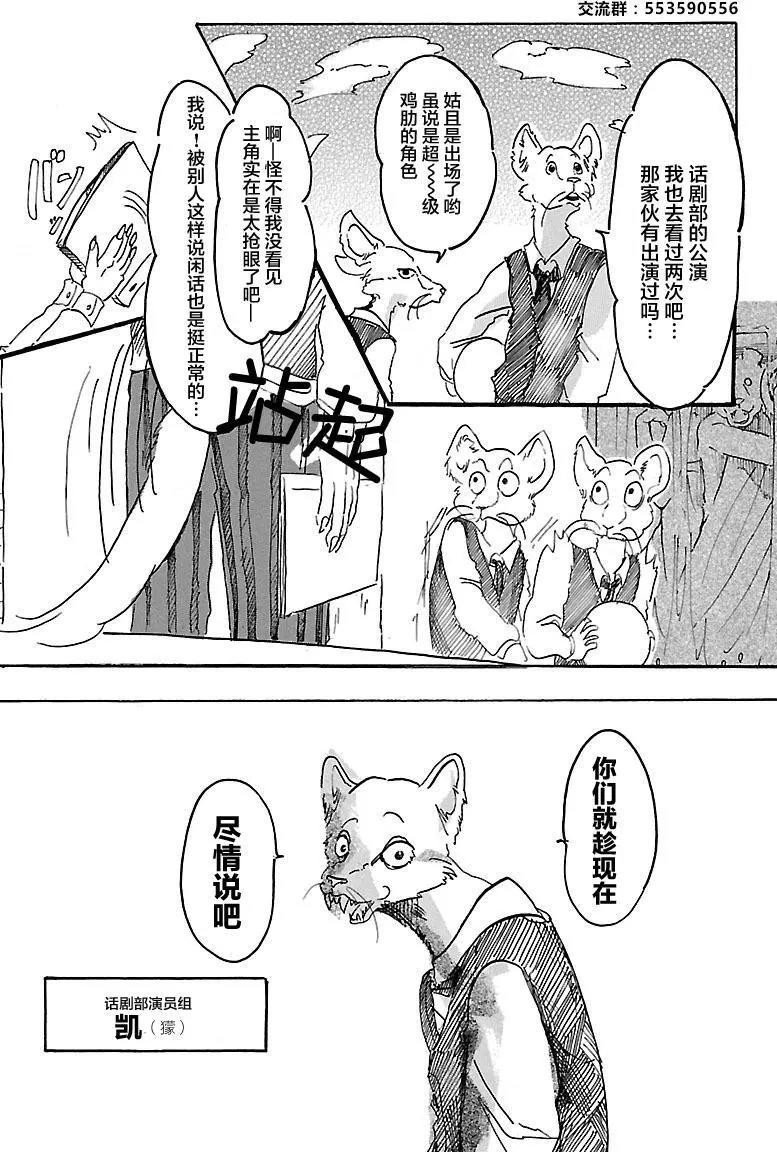 交流群：553590556
话剧部的公演
我也去看过两次吧…
那家伙有出演过吗…
姑且是出场了哟
虽说是超~~级
鸡肋的角色
啊—怪不得我没看见
主角实在是太抢眼了吧—
我说！被别人这样说闲话也是挺正常的…
站起
你们就趁现在
尽情说吧
话剧部演员组
凯（獴）